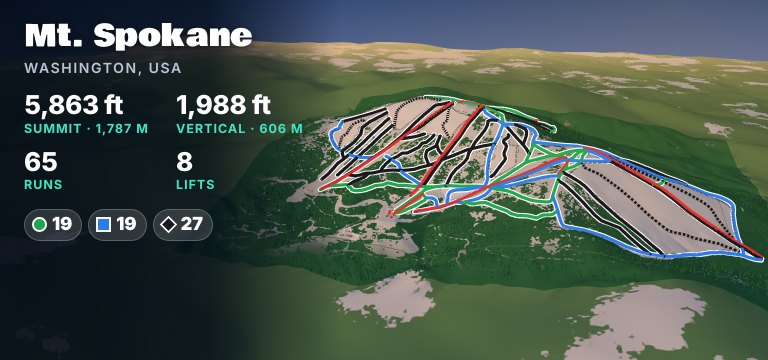 Mt. Spokane
WASHINGTON, USA
5,863 ft 1,988 ft
SUMMIT · 1,787 M VERTICAL · 606 M
65 8
RUNS LIFTS
19 19 27